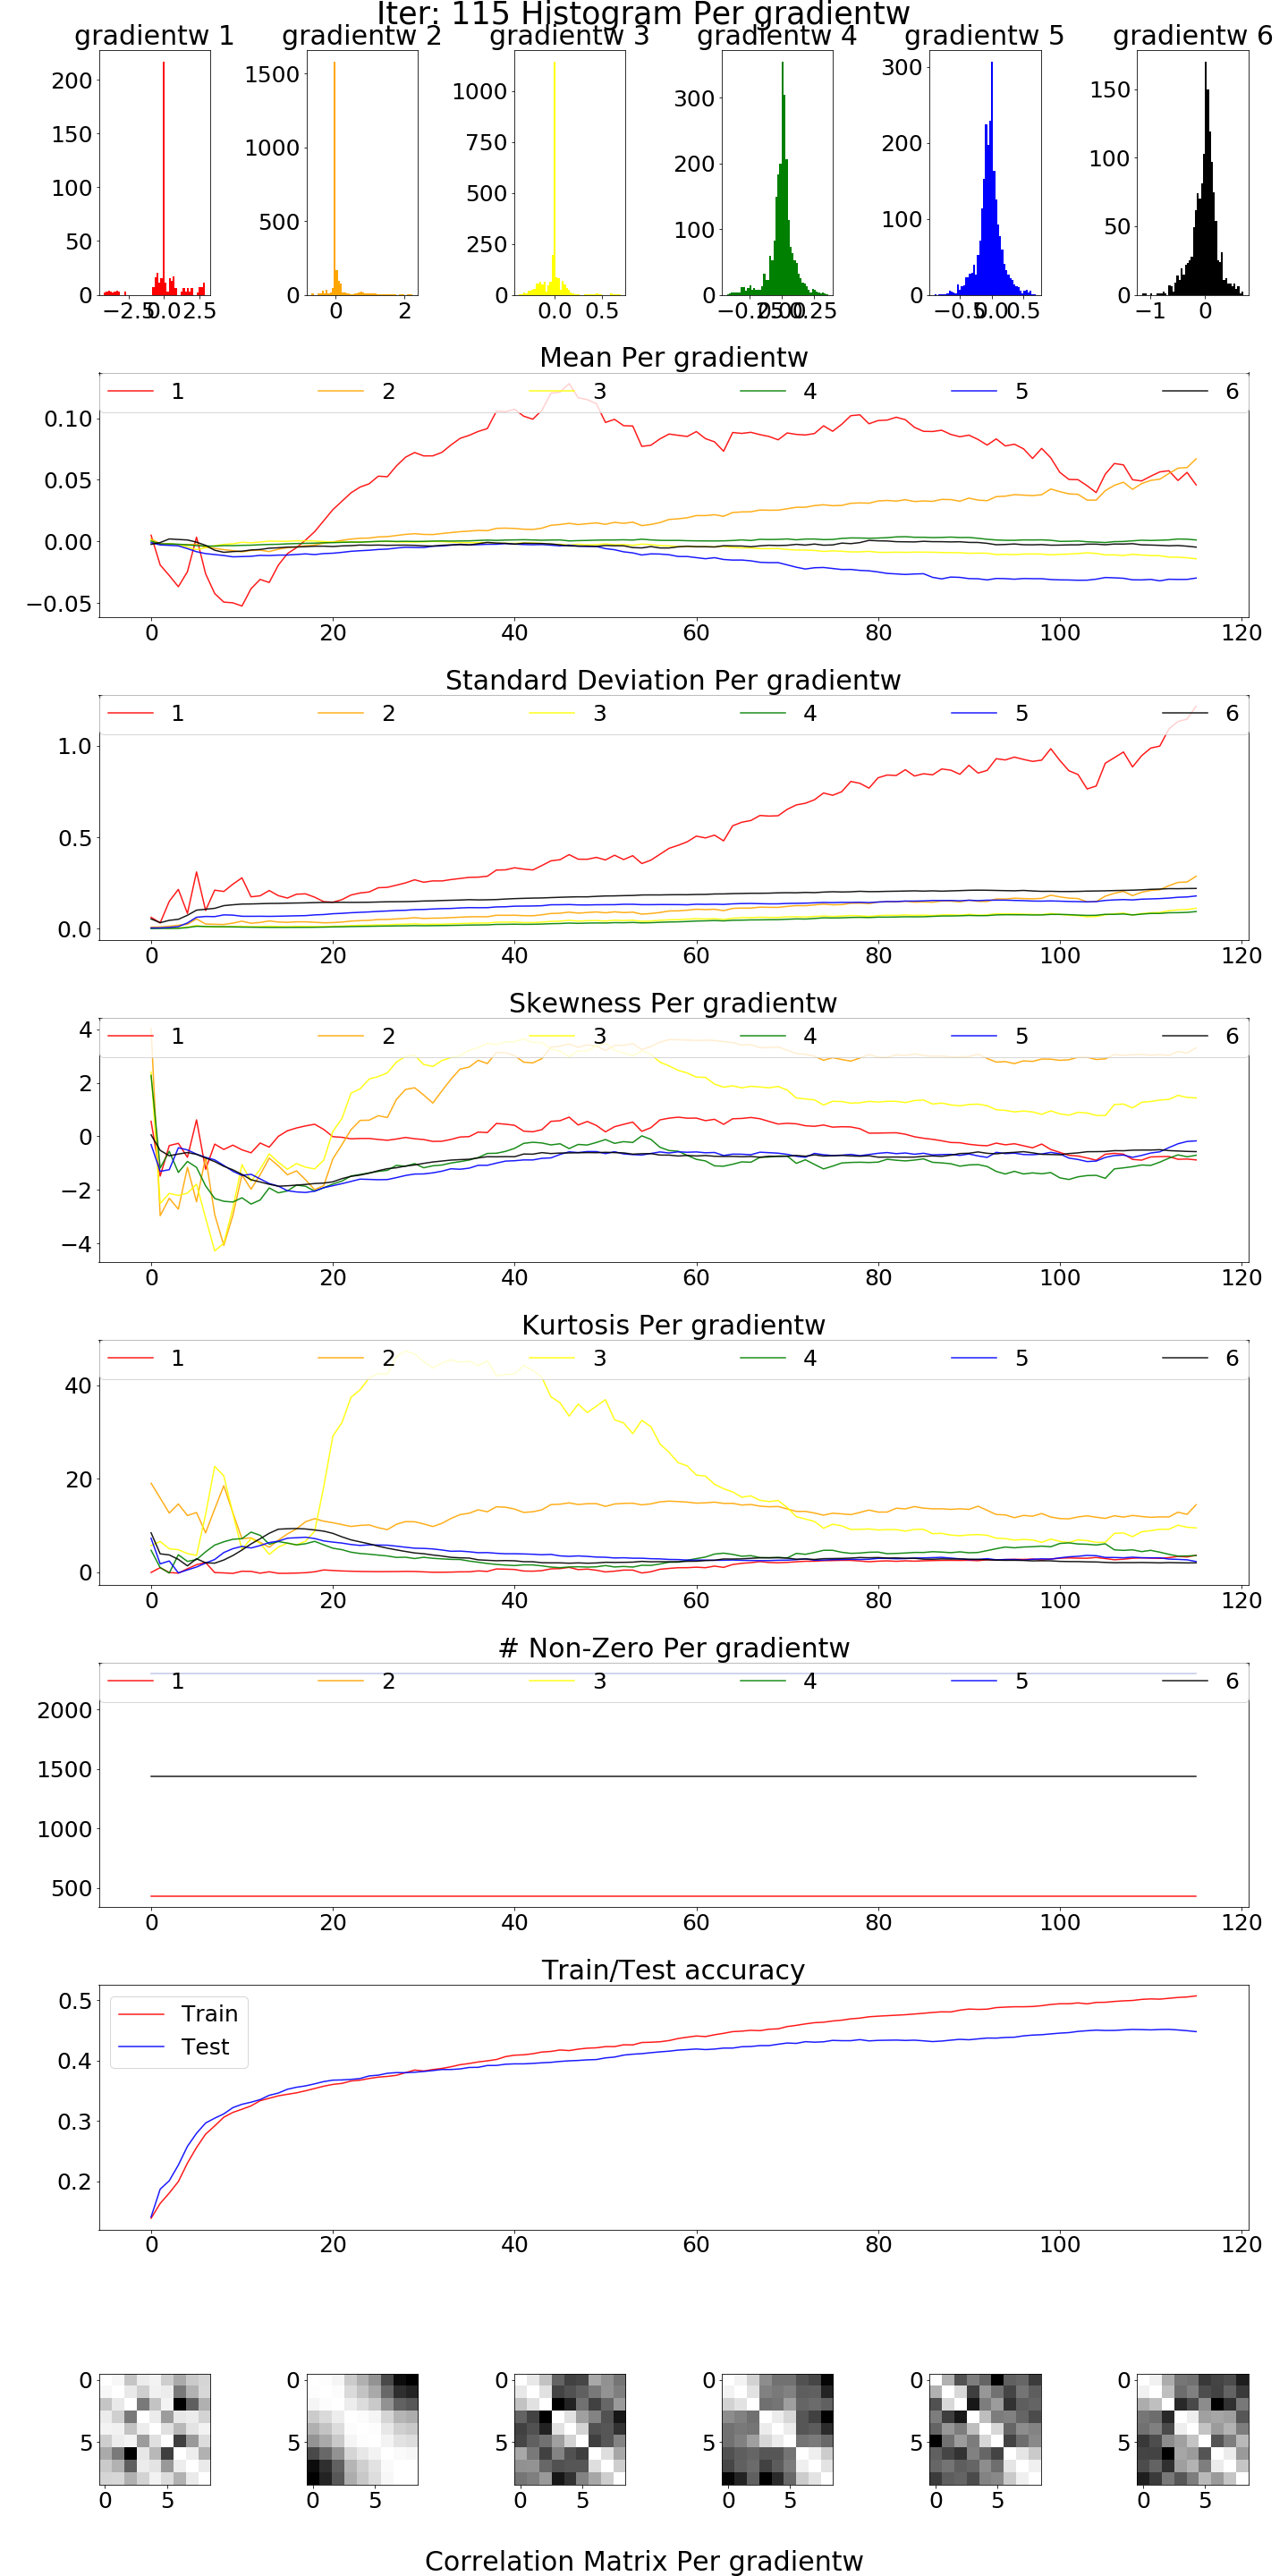 Iter: 115 Histogram Per gradientw
gradientw 1 gradientw 2 gradientw 3 gradientw 4 gradientw 5 gradientw 6
200
150
100
50
0
−2.5 0.0 2.5
1500
1000
500
0
0 2
1000
750
500
250
0
0.0 0.5
300
200
100
0
−0.25 0.00 0.25
300
200
100
0
−0.5 0.0 0.5
150
100
50
0
−1 0
Mean Per gradientw
1 2 3 4 5 6
0.10
0.05
0.00
−0.05
0 20 40 60 80 100 120
Standard Deviation Per gradientw
1 2 3 4 5 6
1.0
0.5
0.0
0 20 40 60 80 100 120
Skewness Per gradientw
4 1 2 3 4 5 6
2
0
−2
−4
0 20 40 60 80 100 120
Kurtosis Per gradientw
1 2 3 4 5 6
40
20
0
0 20 40 60 80 100 120
# Non-Zero Per gradientw
1 2 3 4 5 6
2000
1500
1000
500
0 20 40 60 80 100 120
Train/Test accuracy
0.5
Train
Test
0.4
0.3
0.2
0 20 40 60 80 100 120
0 0 0 0 0 0
5 5 5 5 5 5
0 5 0 5 0 5 0 5 0 5 0 5
Correlation Matrix Per gradientw